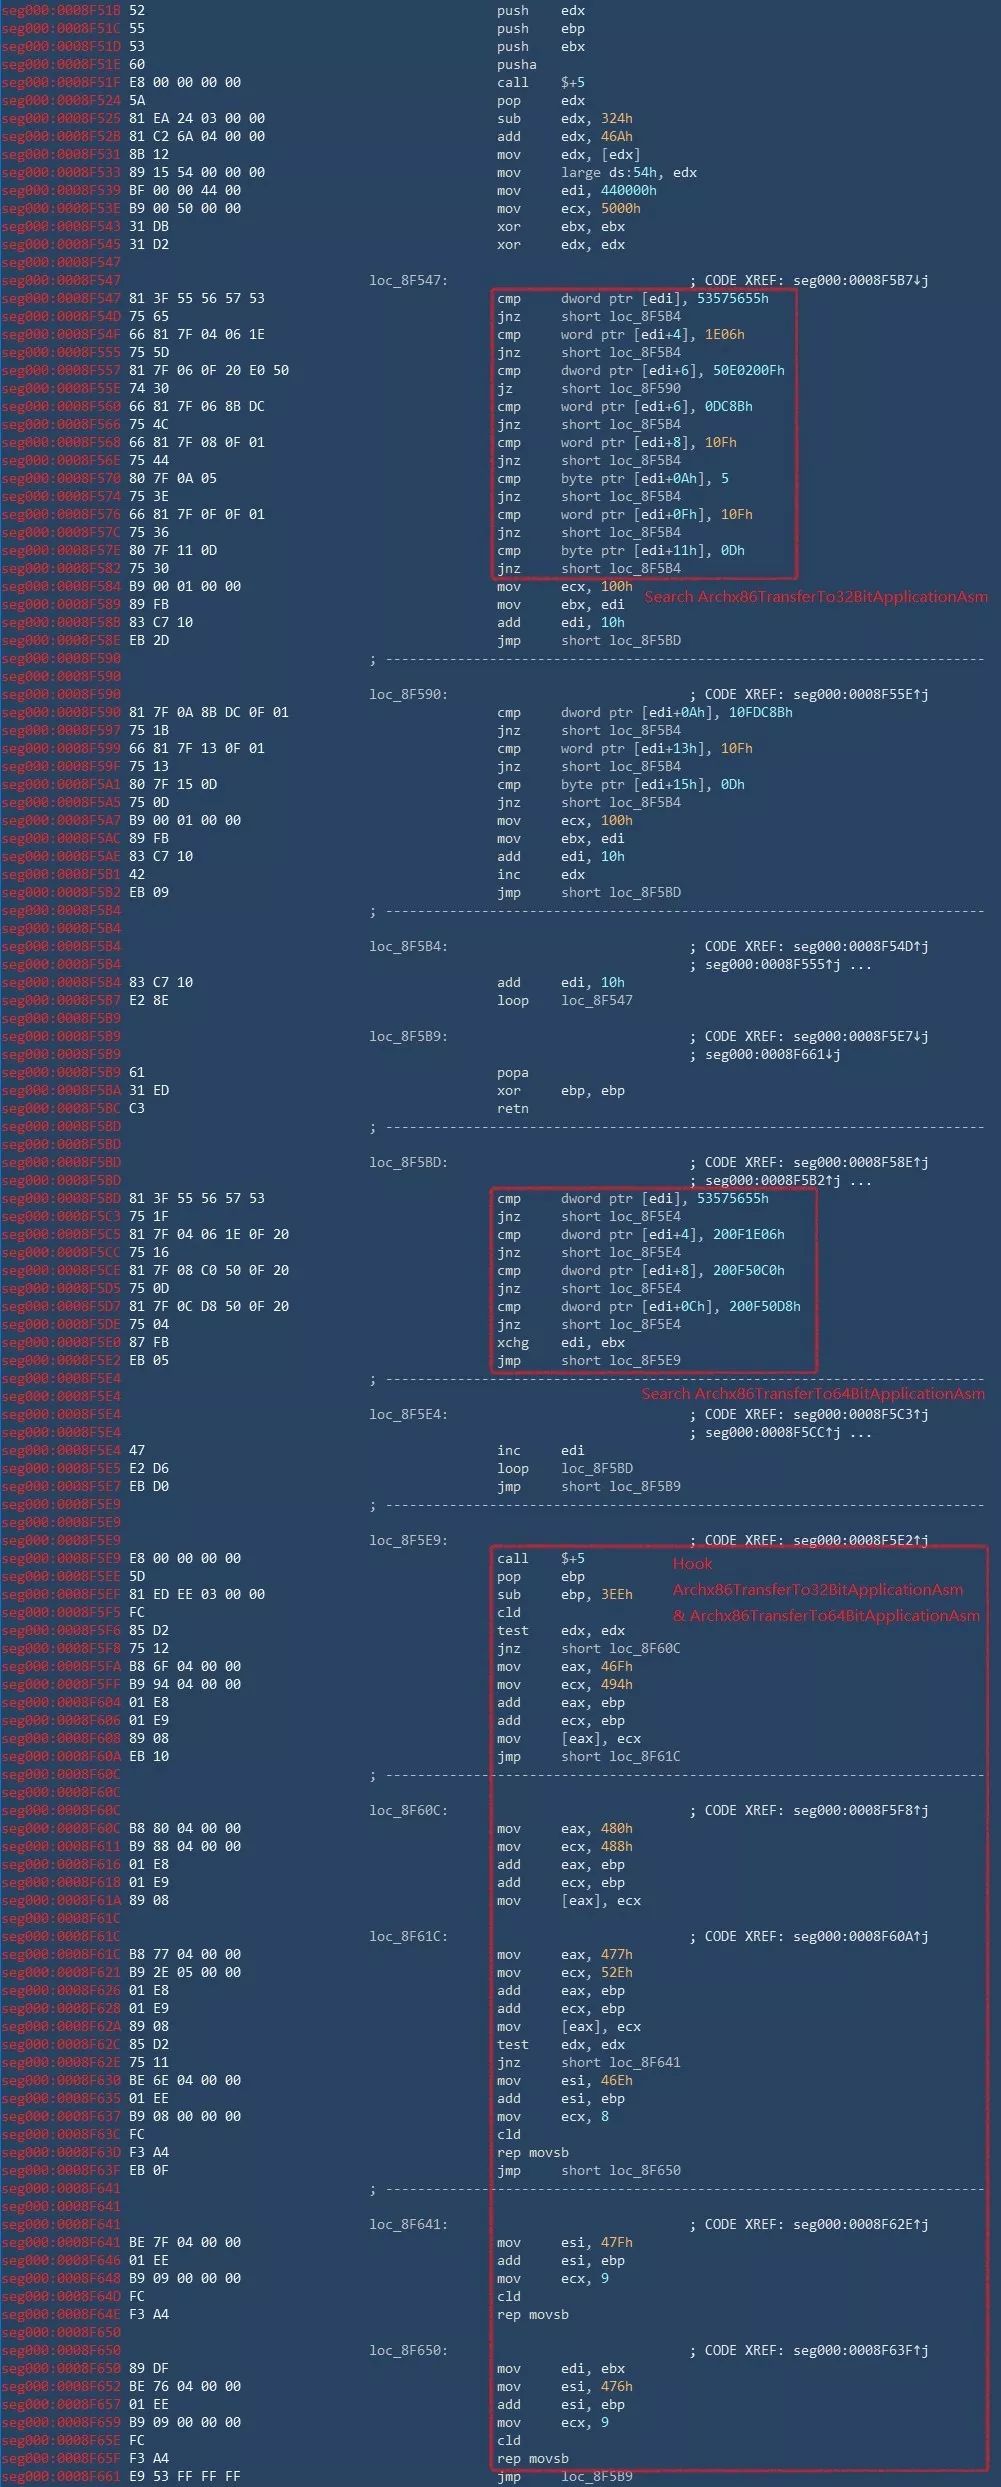 seg000:0008F51B 52 push edx
seg000:0008F51C 55 push ebp
seg000:0008F51D 53 push ebx
seg000:0008F51E 60 pusha
seg000:0008F51F E8 00 00 00 00 call $+5
seg000:0008F524 5A pop edx
seg000:0008F525 81 EA 24 03 00 00 sub edx, 324h
seg000:0008F52B 81 C2 6A 04 00 00 add edx, 46Ah
seg000:0008F531 8B 12 mov edx, [edx]
seg000:0008F533 89 15 54 00 00 00 mov large ds:54h, edx
seg000:0008F539 BF 00 00 44 00 mov edi, 440000h
seg000:0008F53E B9 00 50 00 00 mov ecx, 5000h
seg000:0008F543 31 DB xor ebx, ebx
seg000:0008F545 31 D2 xor edx, edx
seg000:0008F547
seg000:0008F547 loc_8F547: ; CODE XREF: seg000:0008F5B7↓j
seg000:0008F547 81 3F 55 56 57 53 cmp dword ptr [edi], 53575655h
seg000:0008F54D 75 65 jnz short loc_8F5B4
seg000:0008F54F 66 81 7F 04 06 1E cmp word ptr [edi+4], 1E06h
seg000:0008F555 75 5D jnz short loc_8F5B4
seg000:0008F557 81 7F 06 0F 20 E0 50 cmp dword ptr [edi+6], 50E0200Fh
seg000:0008F55E 74 30 jz short loc_8F590
seg000:0008F560 66 81 7F 06 8B DC cmp word ptr [edi+6], 0DC8Bh
seg000:0008F566 75 4C jnz short loc_8F5B4
seg000:0008F568 66 81 7F 08 0F 01 cmp word ptr [edi+8], 10Fh
seg000:0008F56E 75 44 jnz short loc_8F5B4
seg000:0008F570 80 7F 0A 05 cmp byte ptr [edi+0Ah], 5
seg000:0008F574 75 3E jnz short loc_8F5B4
seg000:0008F576 66 81 7F 0F 0F 01 cmp word ptr [edi+0Fh], 10Fh
seg000:0008F57C 75 36 jnz short loc_8F5B4
seg000:0008F57E 80 7F 11 0D cmp byte ptr [edi+11h], 0Dh
seg000:0008F582 75 30 jnz short loc_8F5B4
seg000:0008F584 B9 00 01 00 00 mov ecx, 100h
Search Archx86TransferTo32BitApplicationAsm
seg000:0008F589 89 FB mov ebx, edi
seg000:0008F58B 83 C7 10 add edi, 10h
seg000:0008F58E EB 2D jmp short loc_8F5BD
seg000:0008F590 ; ---------------------------------------------------------------------------
seg000:0008F590
seg000:0008F590 loc_8F590: ; CODE XREF: seg000:0008F55E↑j
seg000:0008F590 81 7F 0A 8B DC 0F 01 cmp dword ptr [edi+0Ah], 10FDC8Bh
seg000:0008F597 75 1B jnz short loc_8F5B4
seg000:0008F599 66 81 7F 13 0F 01 cmp word ptr [edi+13h], 10Fh
seg000:0008F59F 75 13 jnz short loc_8F5B4
seg000:0008F5A1 80 7F 15 0D cmp byte ptr [edi+15h], 0Dh
seg000:0008F5A5 75 0D jnz short loc_8F5B4
seg000:0008F5A7 B9 00 01 00 00 mov ecx, 100h
seg000:0008F5AC 89 FB mov ebx, edi
seg000:0008F5AE 83 C7 10 add edi, 10h
seg000:0008F5B1 42 inc edx
seg000:0008F5B2 EB 09 jmp short loc_8F5BD
seg000:0008F5B4 ; ---------------------------------------------------------------------------
seg000:0008F5B4
seg000:0008F5B4 loc_8F5B4: ; CODE XREF: seg000:0008F54D↑j
seg000:0008F5B4 ; seg000:0008F555↑j ...
seg000:0008F5B4 83 C7 10 add edi, 10h
seg000:0008F5B7 E2 8E loop loc_8F547
seg000:0008F5B9
seg000:0008F5B9 loc_8F5B9: ; CODE XREF: seg000:0008F5E7↓j
seg000:0008F5B9 ; seg000:0008F661↓j
seg000:0008F5B9 61 popa
seg000:0008F5BA 31 ED xor ebp, ebp
seg000:0008F5BC C3 retn
seg000:0008F5BD ; ---------------------------------------------------------------------------
seg000:0008F5BD
seg000:0008F5BD loc_8F5BD: ; CODE XREF: seg000:0008F58E↑j
seg000:0008F5BD ; seg000:0008F5B2↑j ...
seg000:0008F5BD 81 3F 55 56 57 53 cmp dword ptr [edi], 53575655h
seg000:0008F5C3 75 1F jnz short loc_8F5E4
seg000:0008F5C5 81 7F 04 06 1E 0F 20 cmp dword ptr [edi+4], 200F1E06h
seg000:0008F5CC 75 16 jnz short loc_8F5E4
seg000:0008F5CE 81 7F 08 C0 50 0F 20 cmp dword ptr [edi+8], 200F50C0h
seg000:0008F5D5 75 0D jnz short loc_8F5E4
seg000:0008F5D7 81 7F 0C D8 50 0F 20 cmp dword ptr [edi+0Ch], 200F50D8h
seg000:0008F5DE 75 04 jnz short loc_8F5E4
seg000:0008F5E0 87 FB xchg edi, ebx
seg000:0008F5E2 EB 05 jmp short loc_8F5E9
seg000:0008F5E4 ; ---------------------------------------------------------------------------
Search Archx86TransferTo64BitApplicationAsm
seg000:0008F5E4
seg000:0008F5E4 loc_8F5E4: ; CODE XREF: seg000:0008F5C3↑j
seg000:0008F5E4 ; seg000:0008F5CC↑j ...
seg000:0008F5E4 47 inc edi
seg000:0008F5E5 E2 D6 loop loc_8F5BD
seg000:0008F5E7 EB D0 jmp short loc_8F5B9
seg000:0008F5E9 ; ---------------------------------------------------------------------------
seg000:0008F5E9
seg000:0008F5E9 loc_8F5E9: ; CODE XREF: seg000:0008F5E2↑j
seg000:0008F5E9 E8 00 00 00 00 call $+5
Hook
seg000:0008F5EE 5D pop ebp
seg000:0008F5EF 81 ED EE 03 00 00 sub ebp, 3EEh
Archx86TransferTo32BitApplicationAsm
seg000:0008F5F5 FC cld
& Archx86TransferTo64BitApplicationAsm
seg000:0008F5F6 85 D2 test edx, edx
seg000:0008F5F8 75 12 jnz short loc_8F60C
seg000:0008F5FA B8 6F 04 00 00 mov eax, 46Fh
seg000:0008F5FF B9 94 04 00 00 mov ecx, 494h
seg000:0008F604 01 E8 add eax, ebp
seg000:0008F606 01 E9 add ecx, ebp
seg000:0008F608 89 08 mov [eax], ecx
seg000:0008F60A EB 10 jmp short loc_8F61C
seg000:0008F60C ; ---------------------------------------------------------------------------
seg000:0008F60C
seg000:0008F60C loc_8F60C: ; CODE XREF: seg000:0008F5F8↑j
seg000:0008F60C B8 80 04 00 00 mov eax, 480h
seg000:0008F611 B9 88 04 00 00 mov ecx, 488h
seg000:0008F616 01 E8 add eax, ebp
seg000:0008F618 01 E9 add ecx, ebp
seg000:0008F61A 89 08 mov [eax], ecx
seg000:0008F61C
seg000:0008F61C loc_8F61C: ; CODE XREF: seg000:0008F60A↑j
seg000:0008F61C B8 77 04 00 00 mov eax, 477h
seg000:0008F621 B9 2E 05 00 00 mov ecx, 52Eh
seg000:0008F626 01 E8 add eax, ebp
seg000:0008F628 01 E9 add ecx, ebp
seg000:0008F62A 89 08 mov [eax], ecx
seg000:0008F62C 85 D2 test edx, edx
seg000:0008F62E 75 11 jnz short loc_8F641
seg000:0008F630 BE 6E 04 00 00 mov esi, 46Eh
seg000:0008F635 01 EE add esi, ebp
seg000:0008F637 B9 08 00 00 00 mov ecx, 8
seg000:0008F63C FC cld
seg000:0008F63D F3 A4 rep movsb
seg000:0008F63F EB 0F jmp short loc_8F650
seg000:0008F641 ; ---------------------------------------------------------------------------
seg000:0008F641
seg000:0008F641 loc_8F641: ; CODE XREF: seg000:0008F62E↑j
seg000:0008F641 BE 7F 04 00 00 mov esi, 47Fh
seg000:0008F646 01 EE add esi, ebp
seg000:0008F648 B9 09 00 00 00 mov ecx, 9
seg000:0008F64D FC cld
seg000:0008F64E F3 A4 rep movsb
seg000:0008F650
seg000:0008F650 loc_8F650: ; CODE XREF: seg000:0008F63F↑j
seg000:0008F650 89 DF mov edi, ebx
seg000:0008F652 BE 76 04 00 00 mov esi, 476h
seg000:0008F657 01 EE add esi, ebp
seg000:0008F659 B9 09 00 00 00 mov ecx, 9
seg000:0008F65E FC cld
seg000:0008F65F F3 A4 rep movsb
seg000:0008F661 E9 53 FF FF FF jmp loc_8F5B9